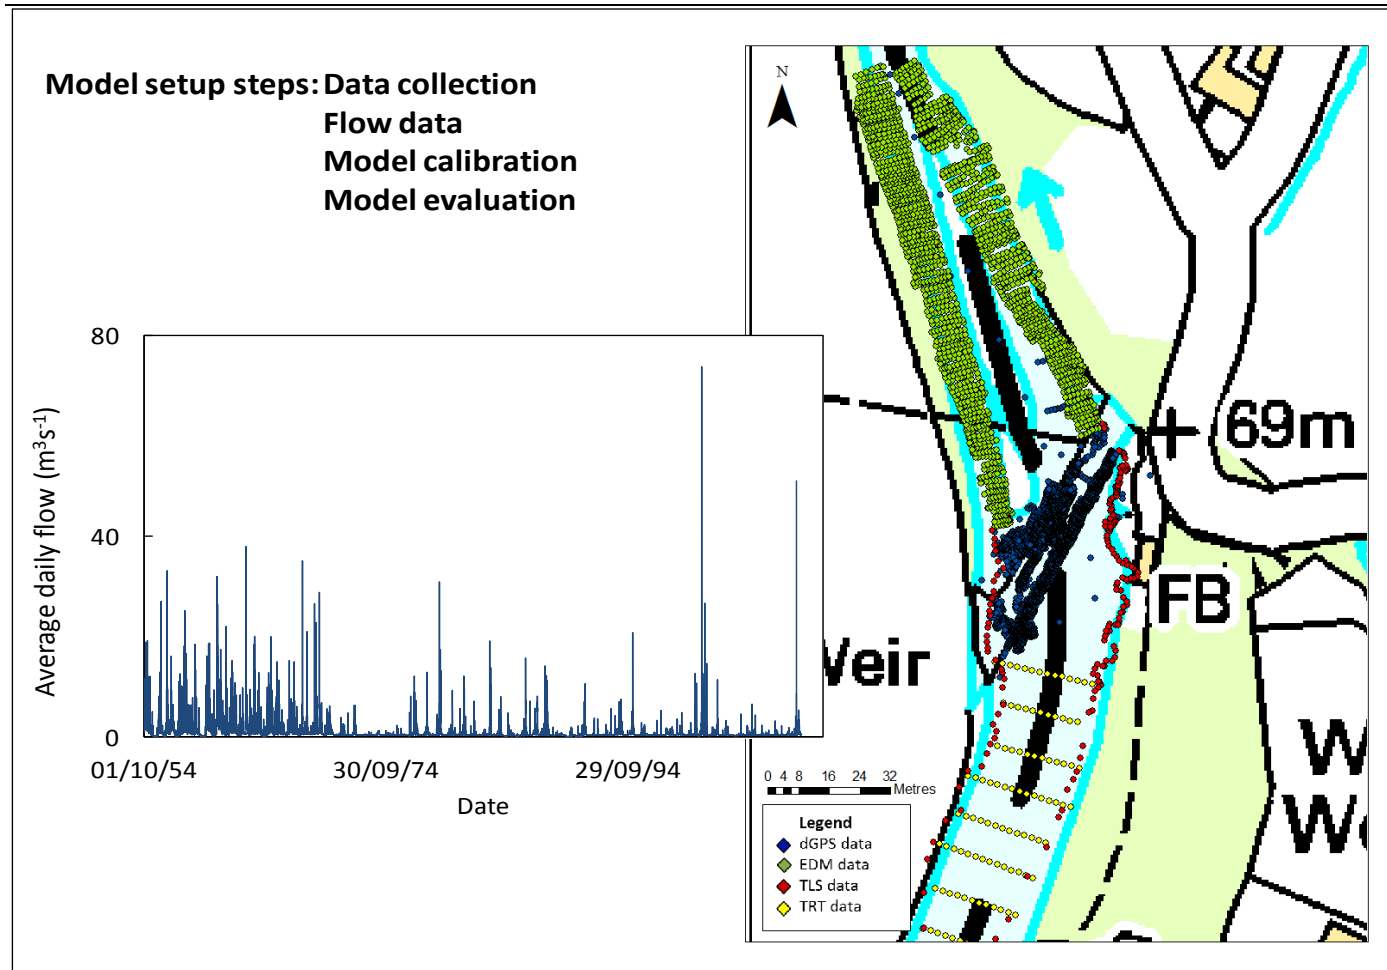 Model setup steps: Data collection
Flow data
Model calibration
Model evaluation
80
40
0
Average daily flow (m³s⁻¹)
01/10/54
30/09/74
29/09/94
Date
N
69m
FB
Weir
0 4 8 16 24 32
Metres
Legend
dGPS data
EDM data
TLS data
TRT data